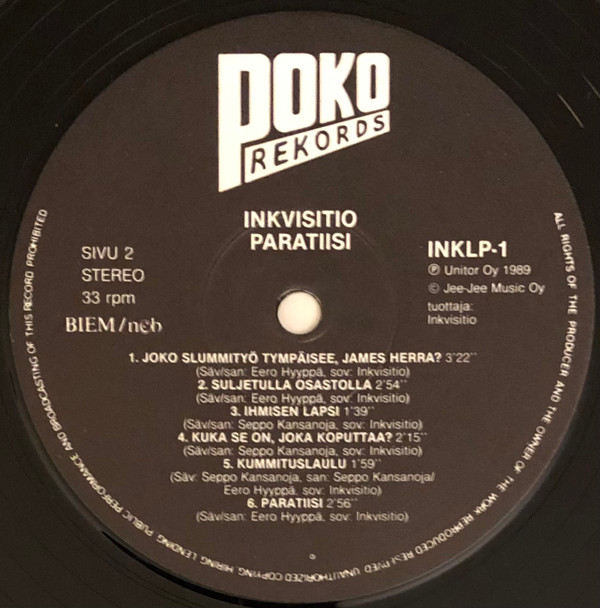 POKO
REKORDS
INKVISITIO
PARATIISI
SIVU 2
STEREO
33 rpm
BIEM/ncb
INKLP-1
℗ Unitor Oy 1989
© Jee-Jee Music Oy
tuottaja:
Inkvisitio
1. JOKO SLUMMITYÖ TYMPÄISEE, JAMES HERRA? 3'22''
(Säv/san: Eero Hyyppä, sov: Inkvisitio)
2. SULJETULLA OSASTOLLA 2'54''
(Säv/san: Eero Hyyppä, sov: Inkvisitio)
3. IHMISEN LAPSI 1'39''
(Säv/san: Seppo Kansanoja, sov: Inkvisitio)
4. KUKA SE ON, JOKA KOPUTTAA? 2'15''
(Säv/san: Seppo Kansanoja, sov: Inkvisitio)
5. KUMMITUSLAULU 1'59''
(Säv: Seppo Kansanoja, san: Seppo Kansanoja/
Eero Hyyppä, sov: Inkvisitio)
6. PARATIISI 2'56''
(Säv/san: Eero Hyyppä, sov: Inkvisitio)
ALL RIGHTS OF THE PRODUCER AND THE OWNER OF THE WORK REPRODUCED RESERVED UNAUTHORIZED COPYING HIRING LENDING PUBLIC PERFORMANCE AND BROADCASTING OF THIS RECORD PROHIBITED